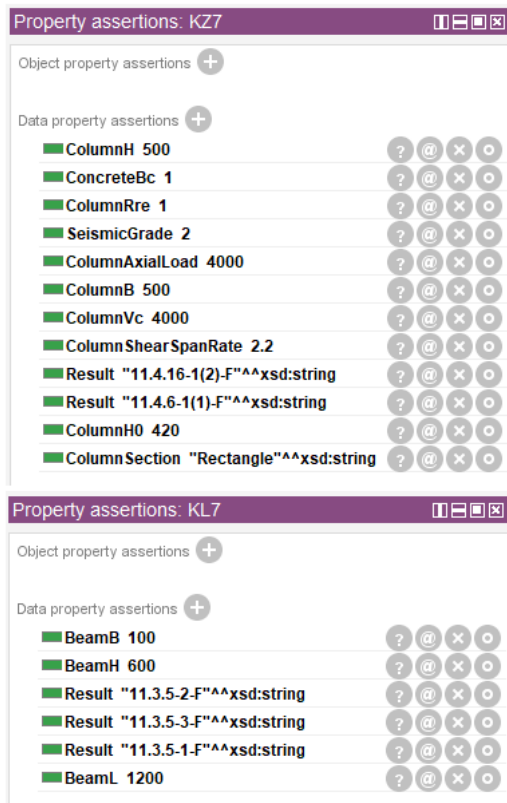 Property assertions: KZ7
Object property assertions
Data property assertions
ColumnH 500
ConcreteBc 1
ColumnRre 1
SeismicGrade 2
ColumnAxialLoad 4000
ColumnB 500
ColumnVc 4000
ColumnShearSpanRate 2.2
Result "11.4.16-1(2)-F"^^xsd:string
Result "11.4.6-1(1)-F"^^xsd:string
ColumnH0 420
ColumnSection "Rectangle"^^xsd:string
Property assertions: KL7
Object property assertions
Data property assertions
BeamB 100
BeamH 600
Result "11.3.5-2-F"^^xsd:string
Result "11.3.5-3-F"^^xsd:string
Result "11.3.5-1-F"^^xsd:string
BeamL 1200